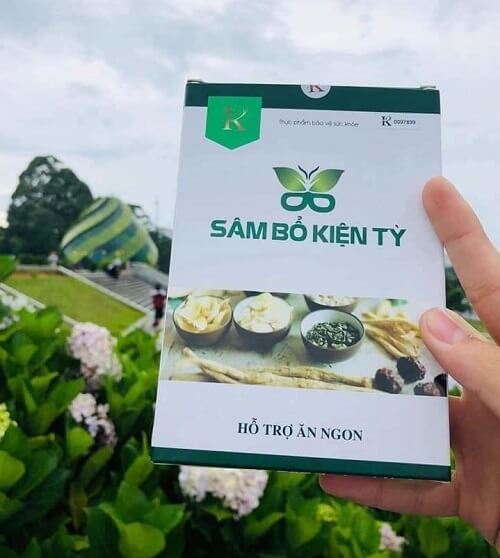 K
K
Thực phẩm bảo vệ sức khỏe
K 0097899
SÂM BỔ KIỆN TỲ
HỖ TRỢ ĂN NGON